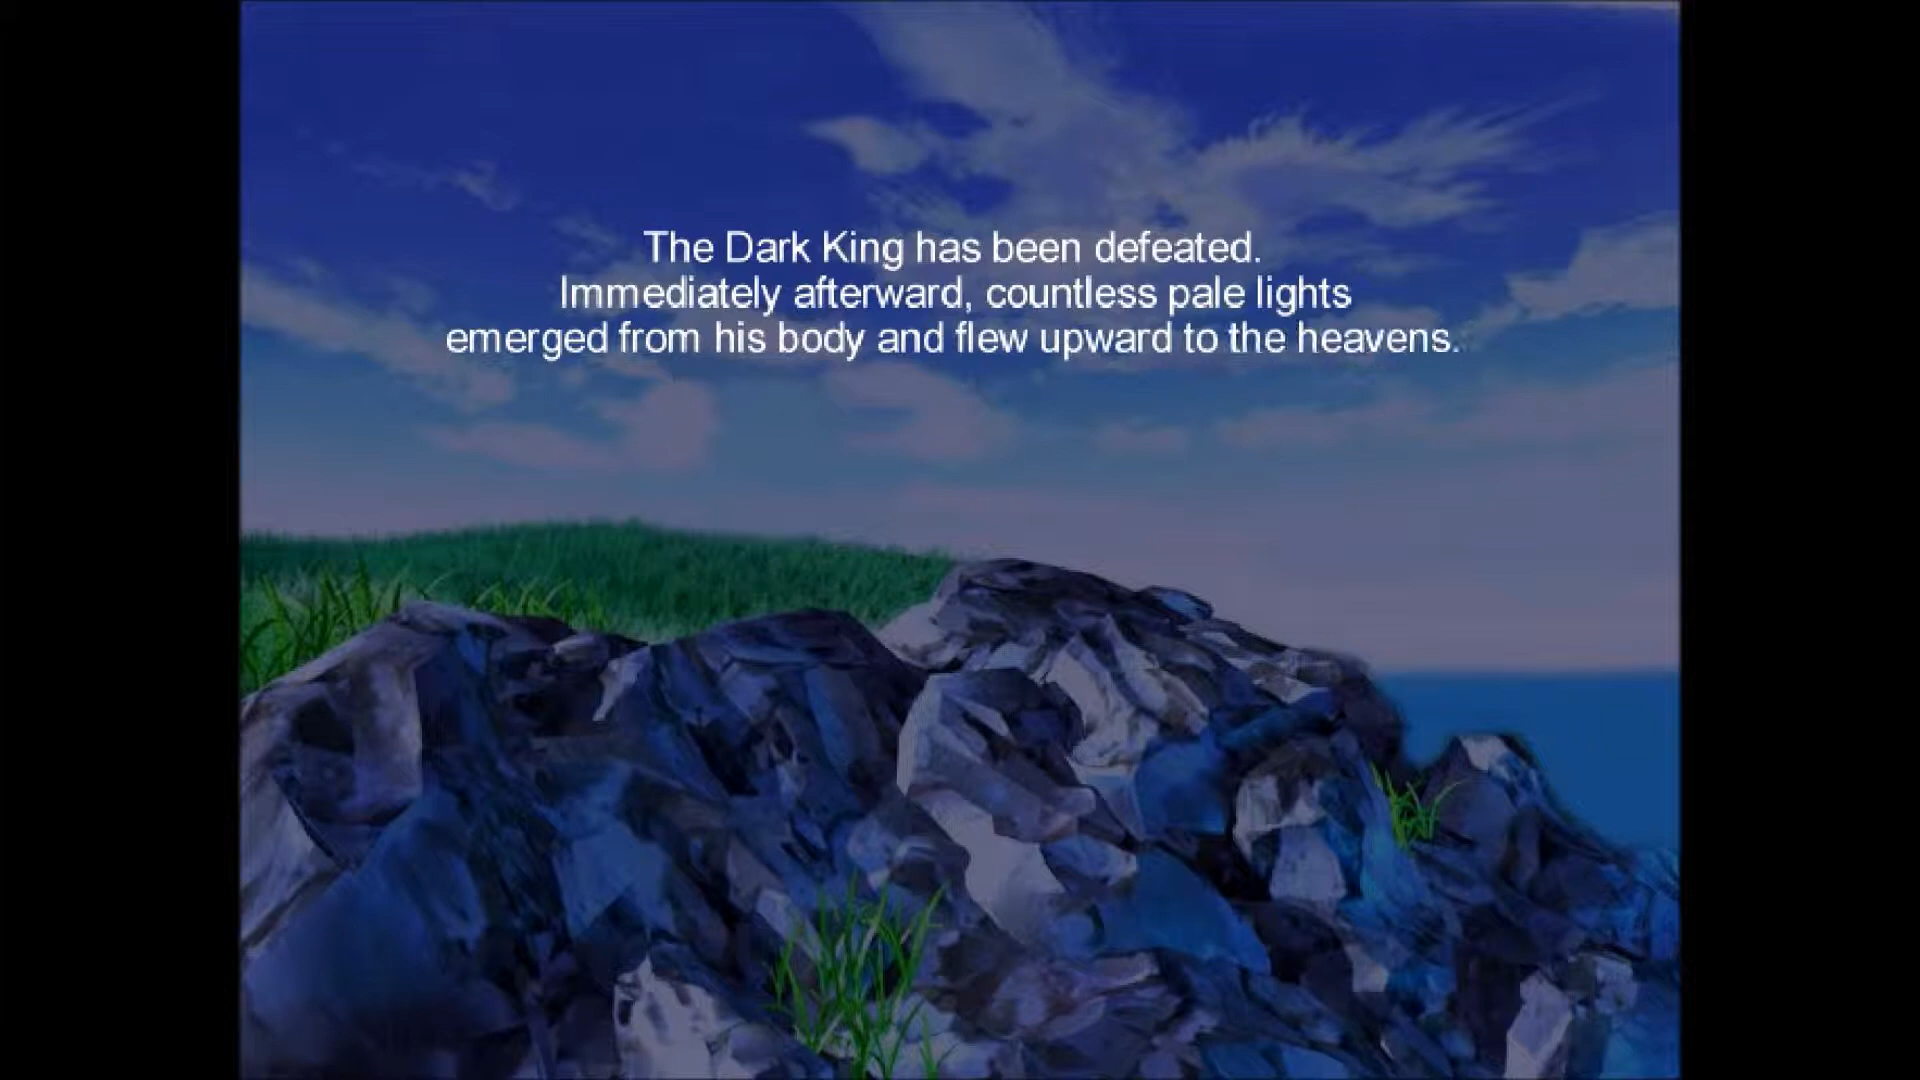 The Dark King has been defeated.
Immediately afterward, countless pale lights
emerged from his body and flew upward to the heavens.